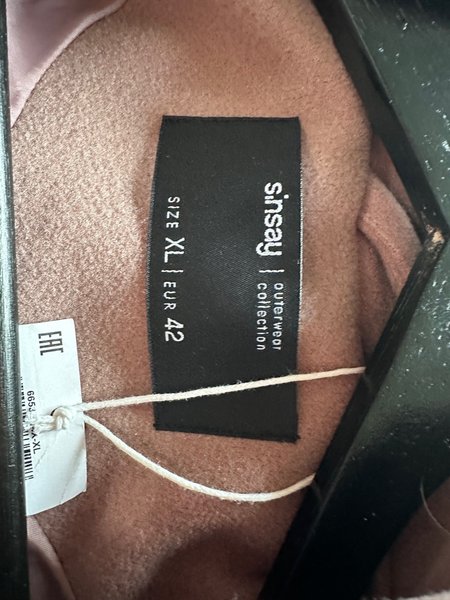 sinsay | outerwear
collection
SIZE XL | EUR 42
EAC